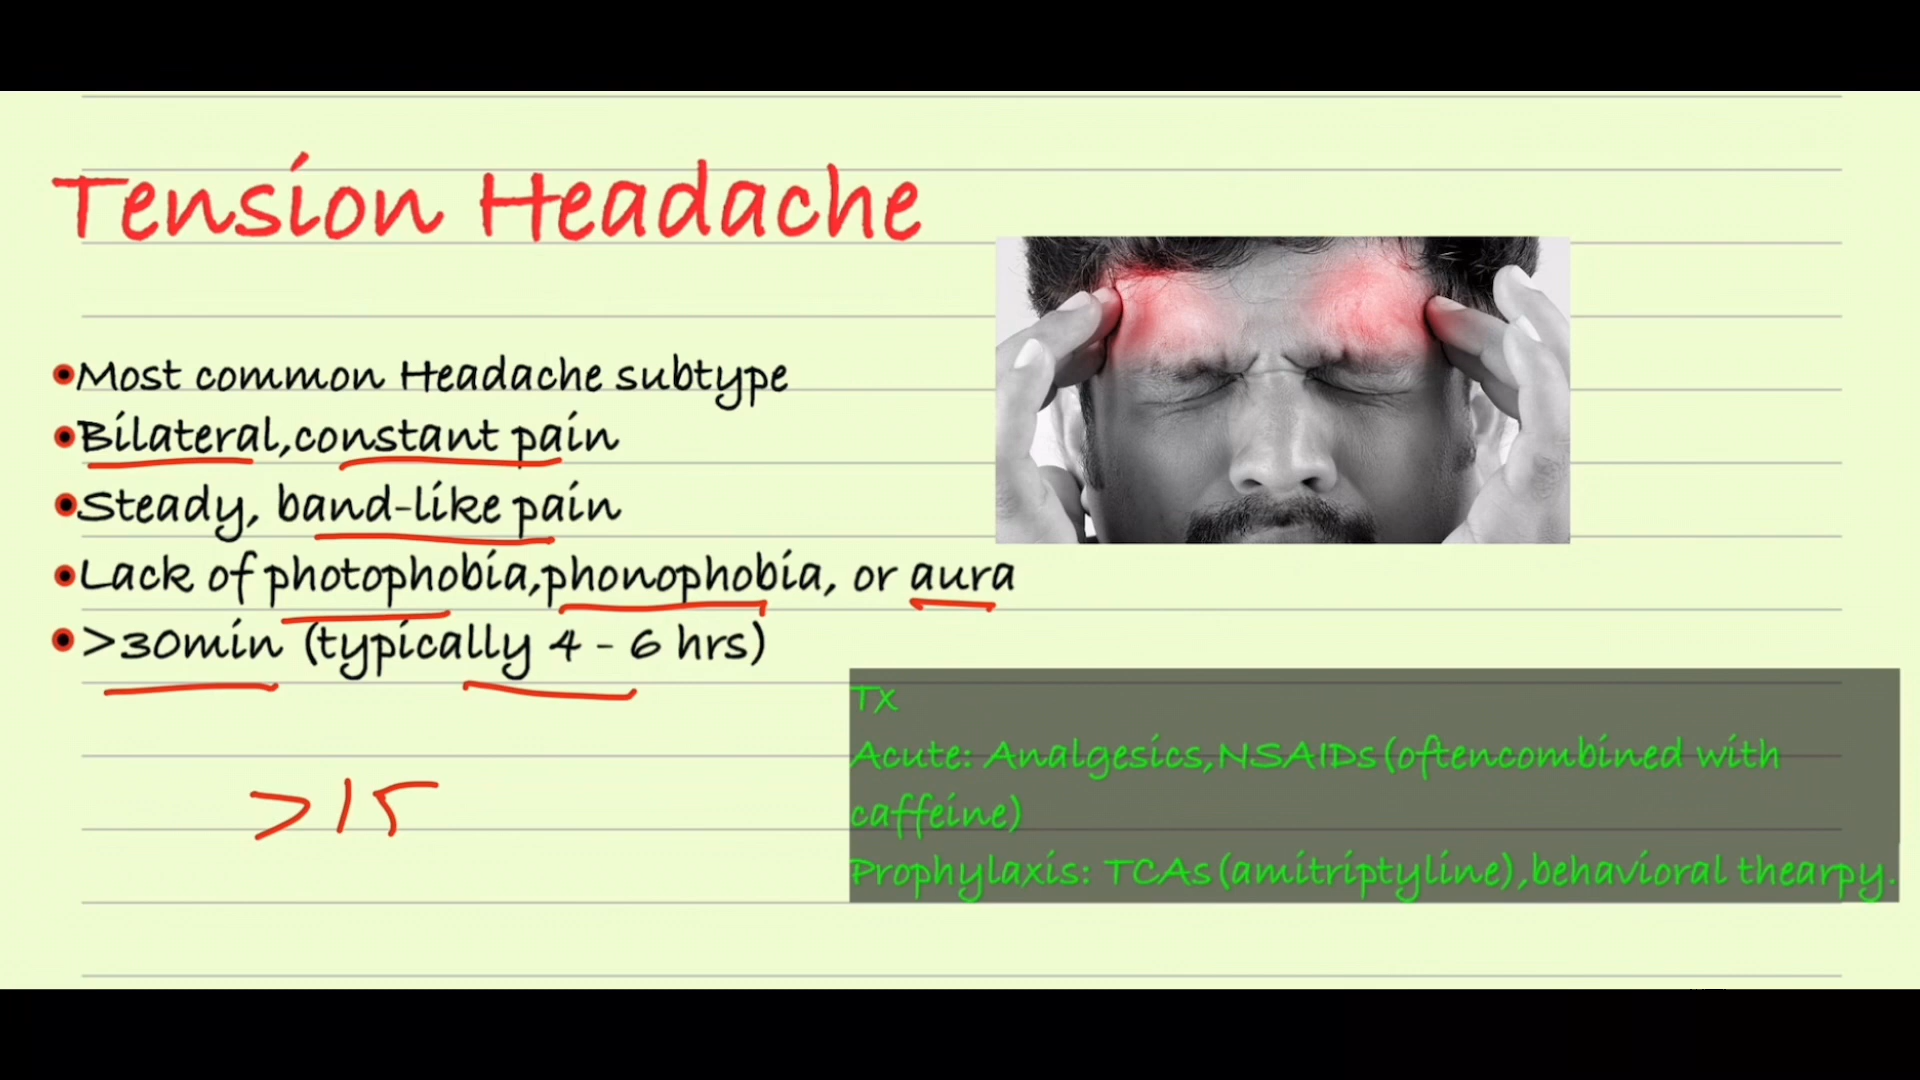 Tension Headache
Most common Headache subtype
Bilateral,constant pain
Steady, band-like pain
Lack of photophobia,phonophobia, or aura
>30min (typically 4 - 6 hrs)
>15
Tx
Acute: Analgesics,NSAIDs(oftencombined with
caffeine)
Prophylaxis: TCAs(amitriptyline),behavioral thearpy.